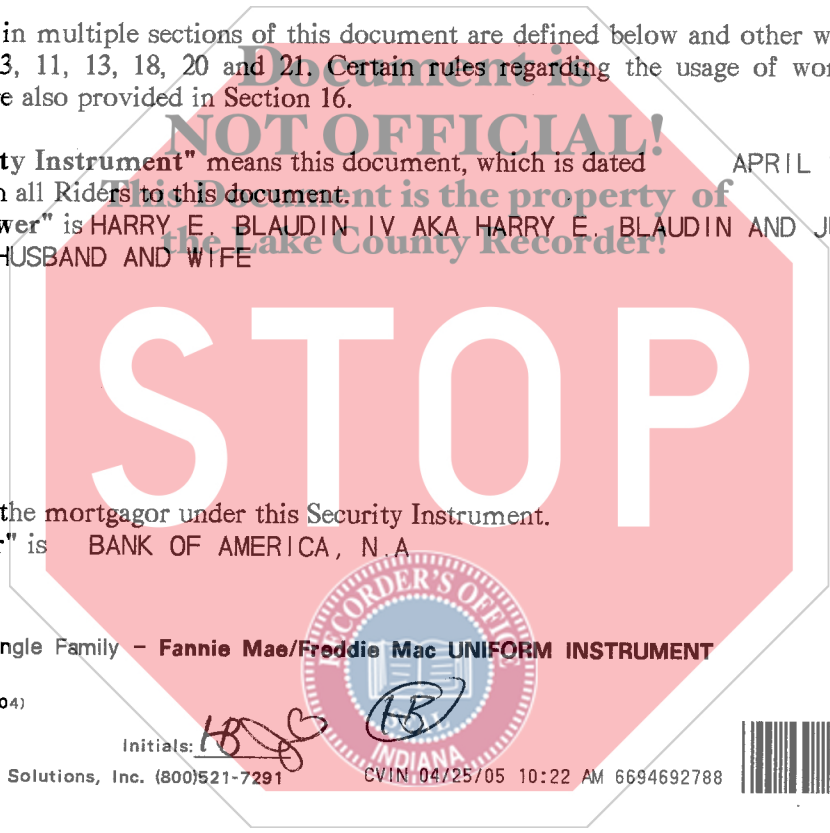 in multiple sections of this document are defined below and other w
3, 11, 13, 18, 20 and 21. Certain rules regarding the usage of wor
e also provided in Section 16.
Document is
NOT OFFICIAL!
This Document is the property of
the Lake County Recorder!
ty Instrument" means this document, which is dated APRIL
n all Riders to this document.
wer" is HARRY E. BLAUDIN IV AKA HARRY E. BLAUDIN AND J
HUSBAND AND WIFE
STOP
the mortgagor under this Security Instrument.
r" is BANK OF AMERICA, N.A
RECORDER'S OFFICE
INDIANA
ngle Family – Fannie Mae/Freddie Mac UNIFORM INSTRUMENT
04)
Initials: HB
HB
Solutions, Inc. (800)521-7291
CVIN 04/25/05 10:22 AM 6694692788